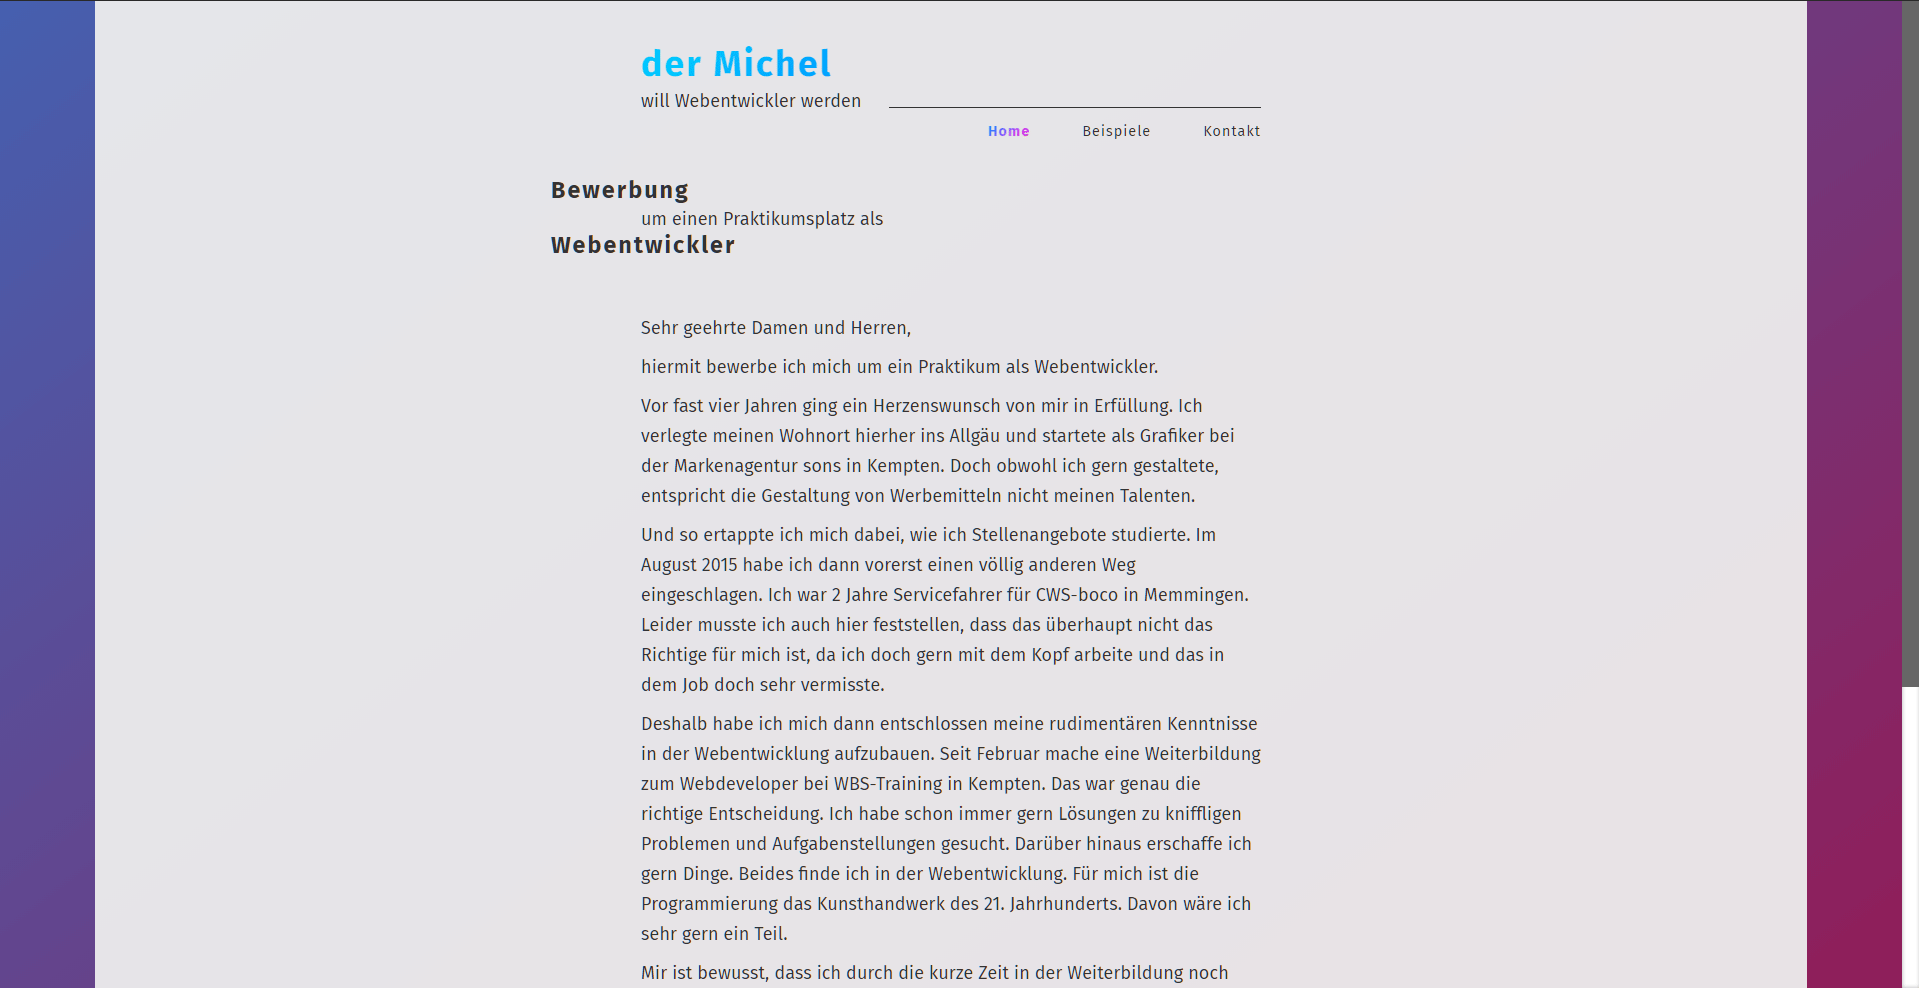 der Michel
will Webentwickler werden
Home Beispiele Kontakt
Bewerbung
um einen Praktikumsplatz als
Webentwickler
Sehr geehrte Damen und Herren,
hiermit bewerbe ich mich um ein Praktikum als Webentwickler.
Vor fast vier Jahren ging ein Herzenswunsch von mir in Erfüllung. Ich
verlegte meinen Wohnort hierher ins Allgäu und startete als Grafiker bei
der Markenagentur sons in Kempten. Doch obwohl ich gern gestaltete,
entspricht die Gestaltung von Werbemitteln nicht meinen Talenten.
Und so ertappte ich mich dabei, wie ich Stellenangebote studierte. Im
August 2015 habe ich dann vorerst einen völlig anderen Weg
eingeschlagen. Ich war 2 Jahre Servicefahrer für CWS-boco in Memmingen.
Leider musste ich auch hier feststellen, dass das überhaupt nicht das
Richtige für mich ist, da ich doch gern mit dem Kopf arbeite und das in
dem Job doch sehr vermisste.
Deshalb habe ich mich dann entschlossen meine rudimentären Kenntnisse
in der Webentwicklung aufzubauen. Seit Februar mache eine Weiterbildung
zum Webdeveloper bei WBS-Training in Kempten. Das war genau die
richtige Entscheidung. Ich habe schon immer gern Lösungen zu kniffligen
Problemen und Aufgabenstellungen gesucht. Darüber hinaus erschaffe ich
gern Dinge. Beides finde ich in der Webentwicklung. Für mich ist die
Programmierung das Kunsthandwerk des 21. Jahrhunderts. Davon wäre ich
sehr gern ein Teil.
Mir ist bewusst, dass ich durch die kurze Zeit in der Weiterbildung noch